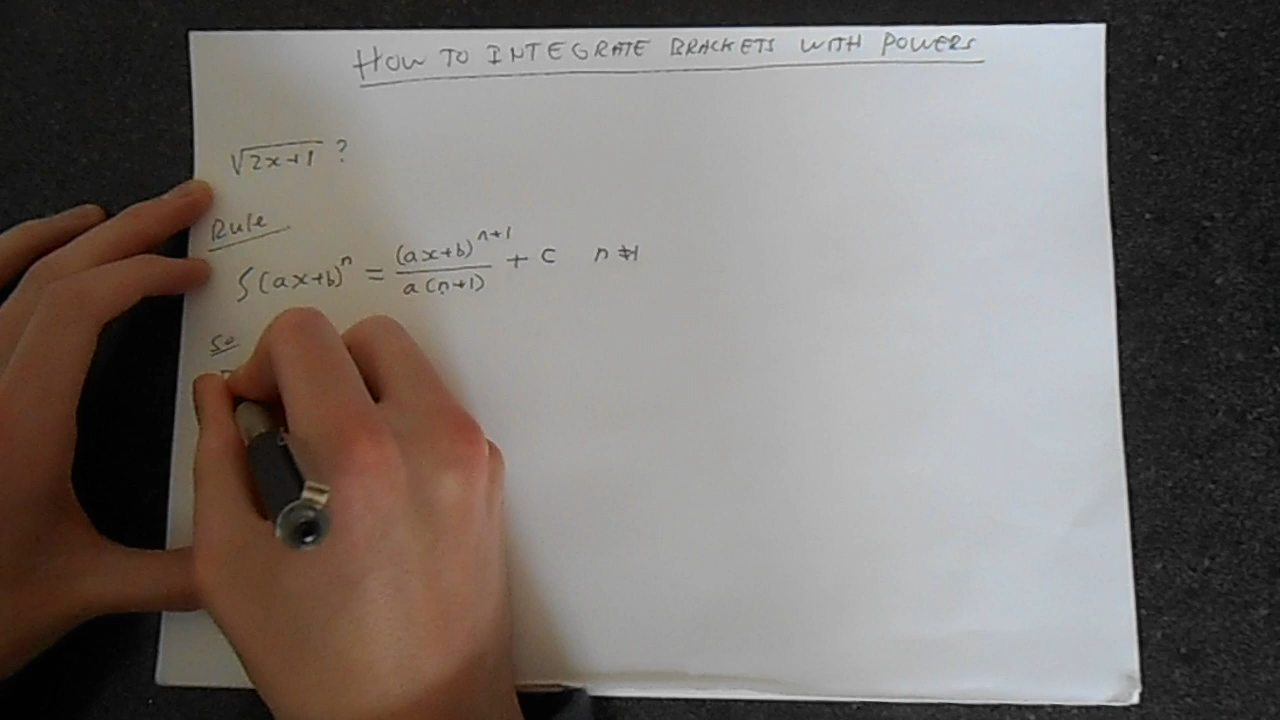 HOW TO INTEGRATE BRACKETS WITH POWERS
√(2x+1) ?
Rule
∫(ax+b)^n = (ax+b)^(n+1) / a(n+1) + c n ≠1
So